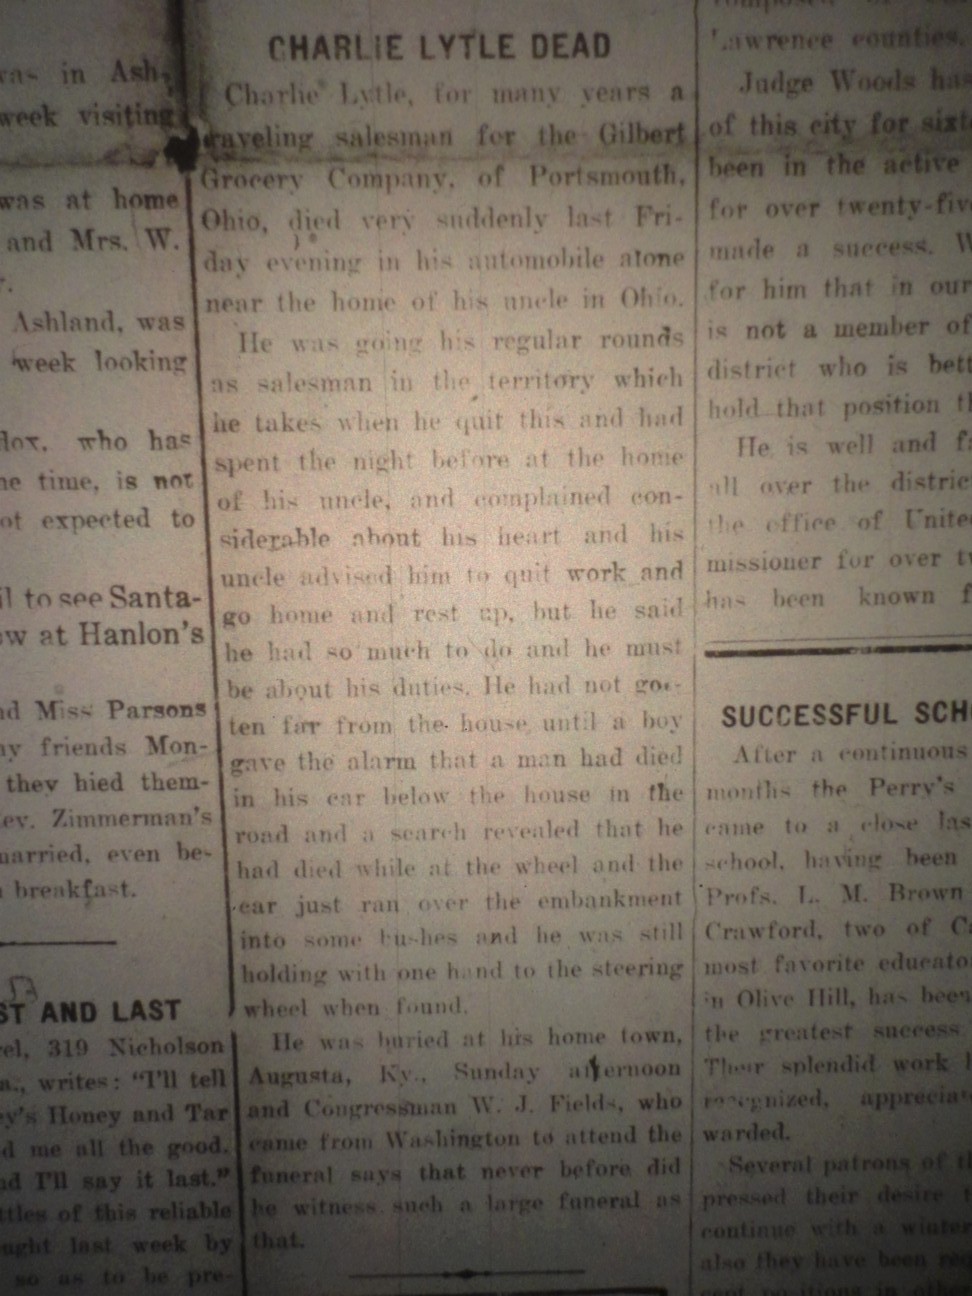 was in Ash-
week visiting
was at home
and Mrs. W.
Ashland, was
week looking
who has
time, is not
expected to
to see Santa-
at Hanlon's
Miss Parsons
friends Mon-
they hied them-
Zimmerman's
married, even be-
breakfast.
AND LAST
319 Nicholson
writes: "I'll tell
Honey and Tar
me all the good.
I'll say it last."
of this reliable
last week by
so as to be pre-
CHARLIE LYTLE DEAD
Charlie Lytle, for many years a
traveling salesman for the Gilbert
Grocery Company, of Portsmouth,
Ohio, died very suddenly last Fri-
day evening in his automobile alone
near the home of his uncle in Ohio.
He was going his regular rounds
as salesman in the territory which
he takes when he quit this and had
spent the night before at the home
of his uncle, and complained con-
siderable about his heart and his
uncle advised him to quit work and
go home and rest up, but he said
he had so much to do and he must
be about his duties. He had not got-
ten far from the house until a boy
gave the alarm that a man had died
in his car below the house in the
road and a search revealed that he
had died while at the wheel and the
car just ran over the embankment
into some bushes and he was still
holding with one hand to the steering
wheel when found.
He was buried at his home town,
Augusta, Ky., Sunday afternoon
and Congressman W. J. Fields, who
came from Washington to attend the
funeral says that never before did
he witness such a large funeral as
that.
Lawrence counties,
Judge Woods has
of this city for
been in the active
for over twenty-five
made a success.
for him that in our
is not a member of
district who is
hold that position
He is well and
all over the
the office of
missioner for over
has been known
SUCCESSFUL
After a continuous
months the Perry's
came to a close
school, having been
Profs. L. M. Brown
Crawford, two of
most favorite
in Olive Hill, has been
the greatest success
Their splendid work
recognized,
warded.
Several patrons of
pressed their desire
continue with a winter
also they have been
positions in